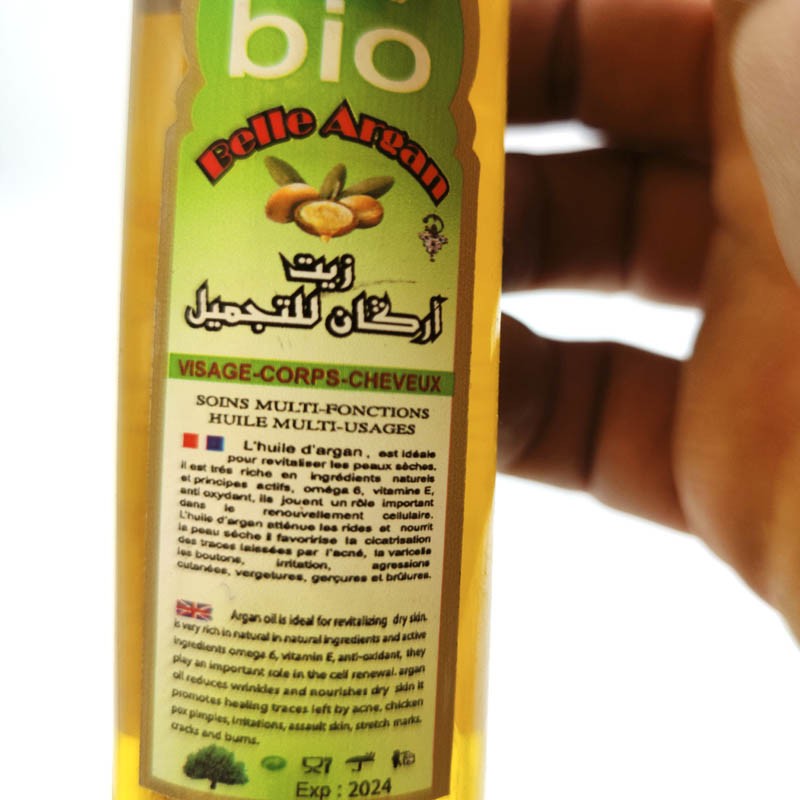 bio
Belle Argan
زيت
أركان للتجميل
VISAGE-CORPS-CHEVEUX
SOINS MULTI-FONCTIONS
HUILE MULTI-USAGES
L'huile d'argan , est idéale
pour revitaliser les peaux sèches.
il est trés riche en ingrédients naturels
et principes actifs, oméga 6, vitamine E,
anti oxydant, ils jouent un rôle important
dans le renouvellement cellulaire.
L'huile d'argan atténue les rides et nourrit
la peau sèche il favoririse la cicatrisation
des traces laissées par l'acné, la varicelle
les boutons, irritation, agressions
cutanées, vergetures, gerçures et brûlures.
Argan oil is ideal for revitalizing dry skin.
is very rich in natural in natural ingredients and active
ingredients omega 6, vitamin E, anti-oxidant, they
play an important role in the cell renewal. argan
oil reduces wrinkles and nourishes dry skin it
promotes healing traces left by acne, chicken
pox pimples, irritations, assault skin, stretch marks,
cracks and burns.
Exp : 2024